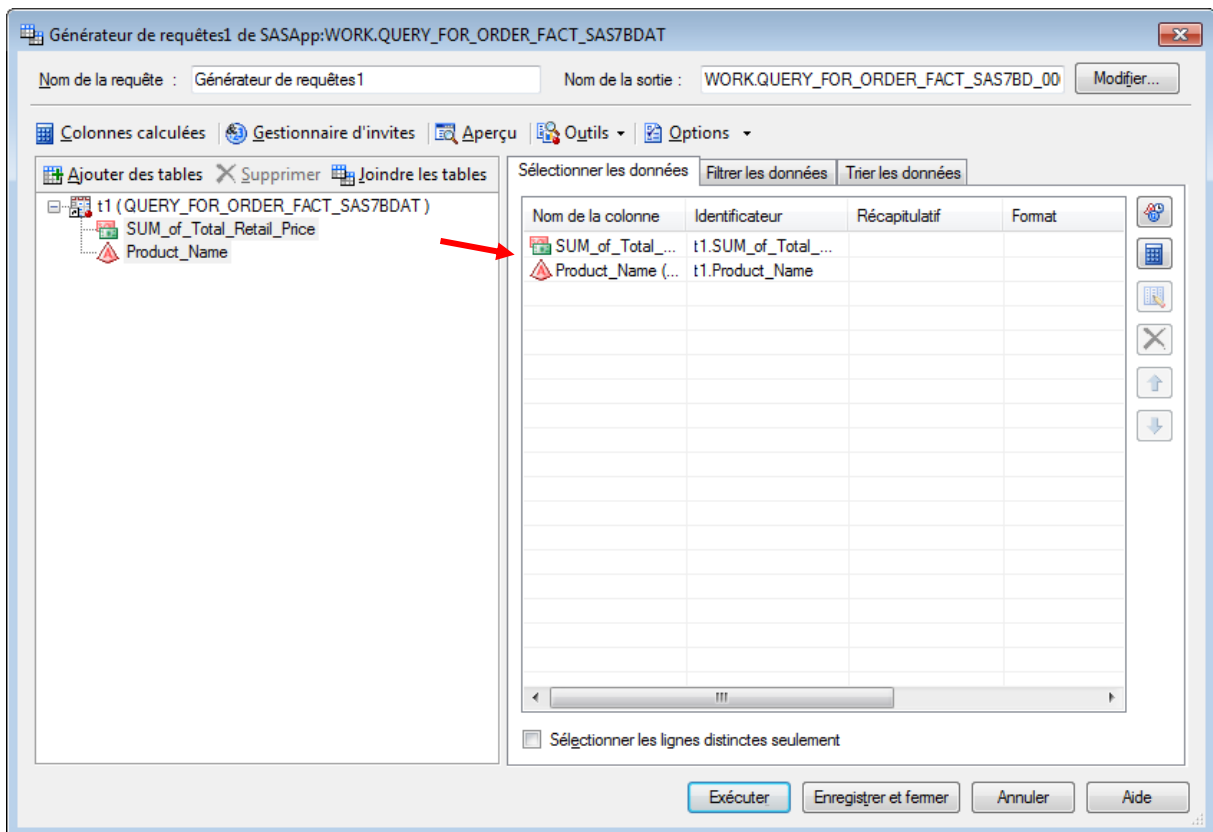 Générateur de requêtes1 de SASApp:WORK.QUERY_FOR_ORDER_FACT_SAS7BDAT
Nom de la requête : Générateur de requêtes1 Nom de la sortie : WORK.QUERY_FOR_ORDER_FACT_SAS7BD_00 Modifier...
Colonnes calculées Gestionnaire d'invites Aperçu Outils Options
Ajouter des tables Supprimer Joindre les tables
Sélectionner les données Filtrer les données Trier les données
t1 ( QUERY_FOR_ORDER_FACT_SAS7BDAT )
SUM_of_Total_Retail_Price
Product_Name
Nom de la colonne Identificateur Récapitulatif Format
SUM_of_Total_... t1.SUM_of_Total_...
Product_Name (... t1.Product_Name
Sélectionner les lignes distinctes seulement
Exécuter Enregistrer et fermer Annuler Aide